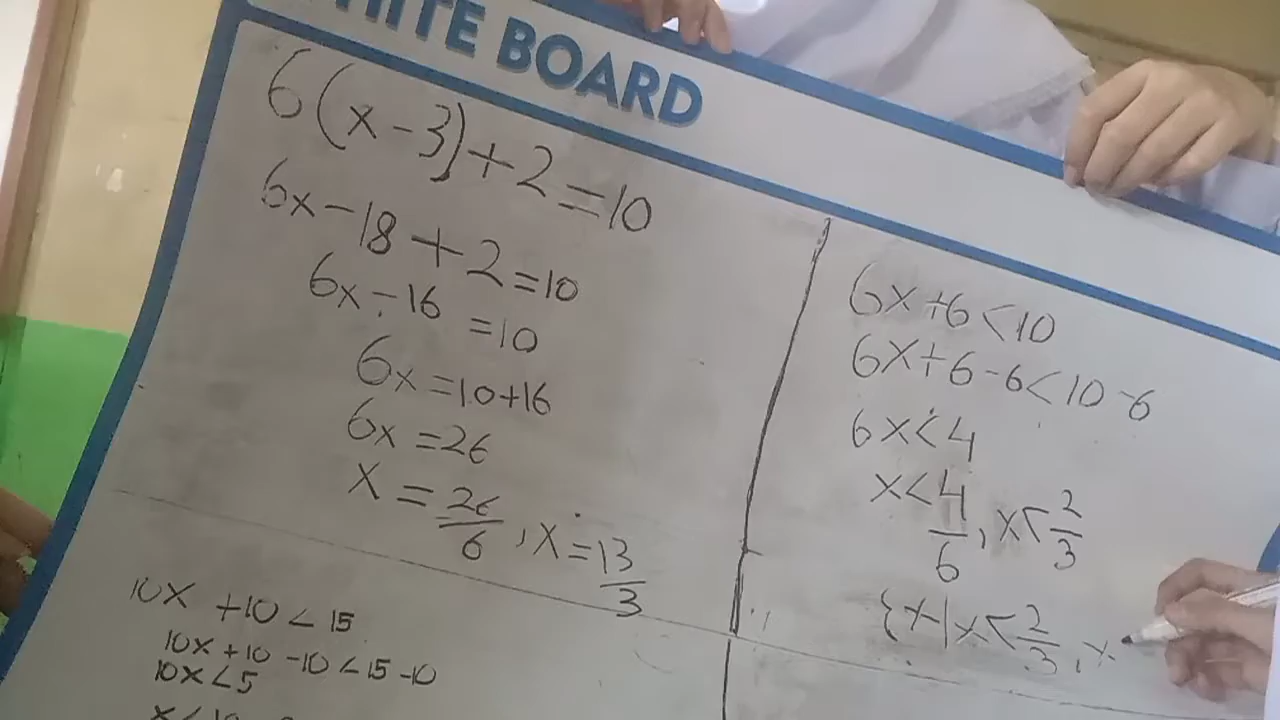 HITE BOARD
6(x-3)+2=10
6x-18+2=10
6x-16 =10
6x=10+16
6x=26
x=26/6, x=13/3
6x+6<10
6x+6-6<10-6
6x<4
x<4/6, x<2/3
{x|x<2/3, x
10x +10 < 15
10x+10-10<15-10
10x<5